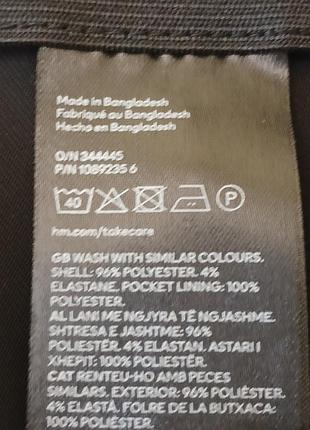 Made in Bangladesh
Fabriqué au Bangladesh
Hecho en Bangladesh
O/N 344445
P/N 1089235 6
40 P
hm.com/takecare
GB WASH WITH SIMILAR COLOURS.
SHELL: 96% POLYESTER. 4%
ELASTANE. POCKET LINING: 100%
POLYESTER.
AL LANI ME NGJYRA TË NGJASHME.
SHTRESA E JASHTME: 96%
POLIESTËR. 4% ELASTAN. ASTARI I
XHEPIT: 100% POLIESTËR.
CAT RENTEU-HO AMB PECES
SIMILARS. EXTERIOR: 96% POLIÈSTER.
4% ELASTÀ. FOLRE DE LA BUTXACA:
100% POLIÈSTER.